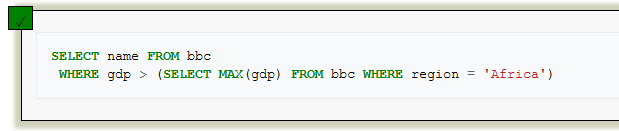 ✓
SELECT name FROM bbc
WHERE gdp > (SELECT MAX(gdp) FROM bbc WHERE region = 'Africa')